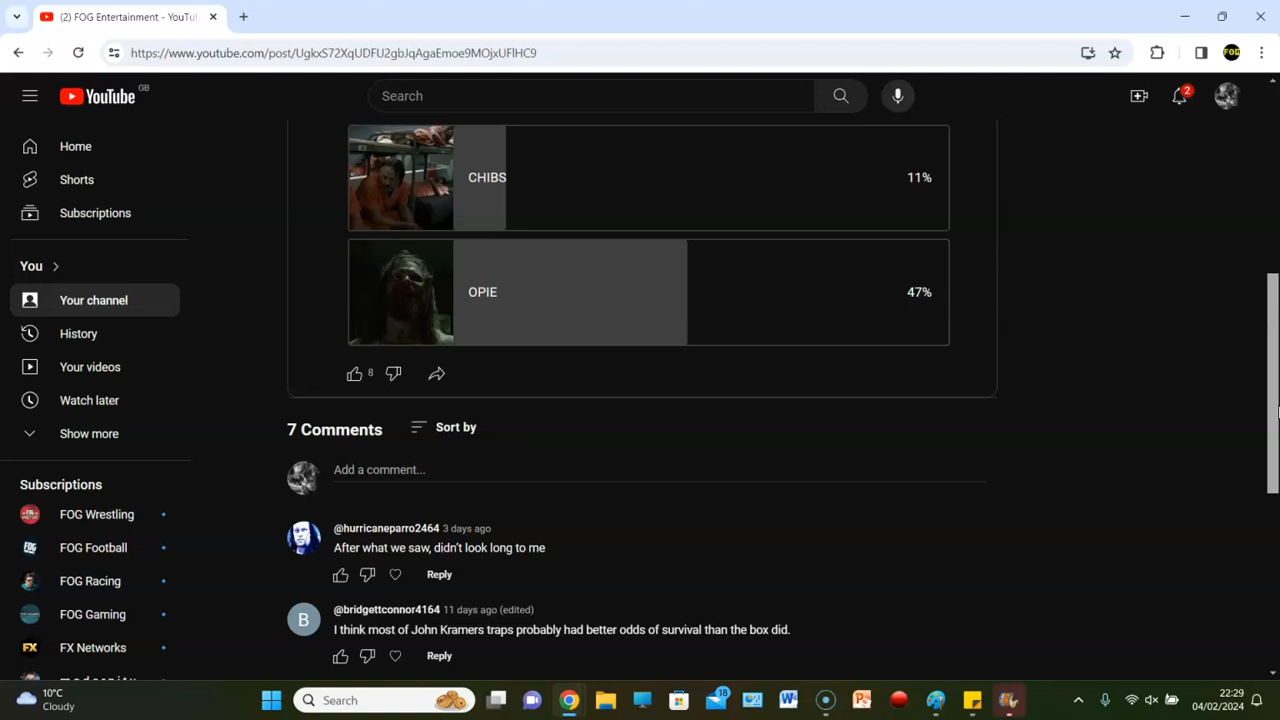 (2) FOG Entertainment - YouTu
https://www.youtube.com/post/UgkxS72XqUDFU2gbJqAgaEmoe9MOjxUFlHC9
FOG
YouTube GB
Search
2
Home
Shorts
Subscriptions
You
Your channel
History
Your videos
Watch later
Show more
Subscriptions
FOG Wrestling
FOG Football
FOG Racing
FOG Gaming
FX Networks
CHIBS 11%
OPIE 47%
8
7 Comments Sort by
Add a comment...
@hurricaneparro2464 3 days ago
After what we saw, didn't look long to me
Reply
B
@bridgettconnor4164 11 days ago (edited)
I think most of John Kramers traps probably had better odds of survival than the box did.
Reply
10°C
Cloudy
Search
18
22:29
04/02/2024